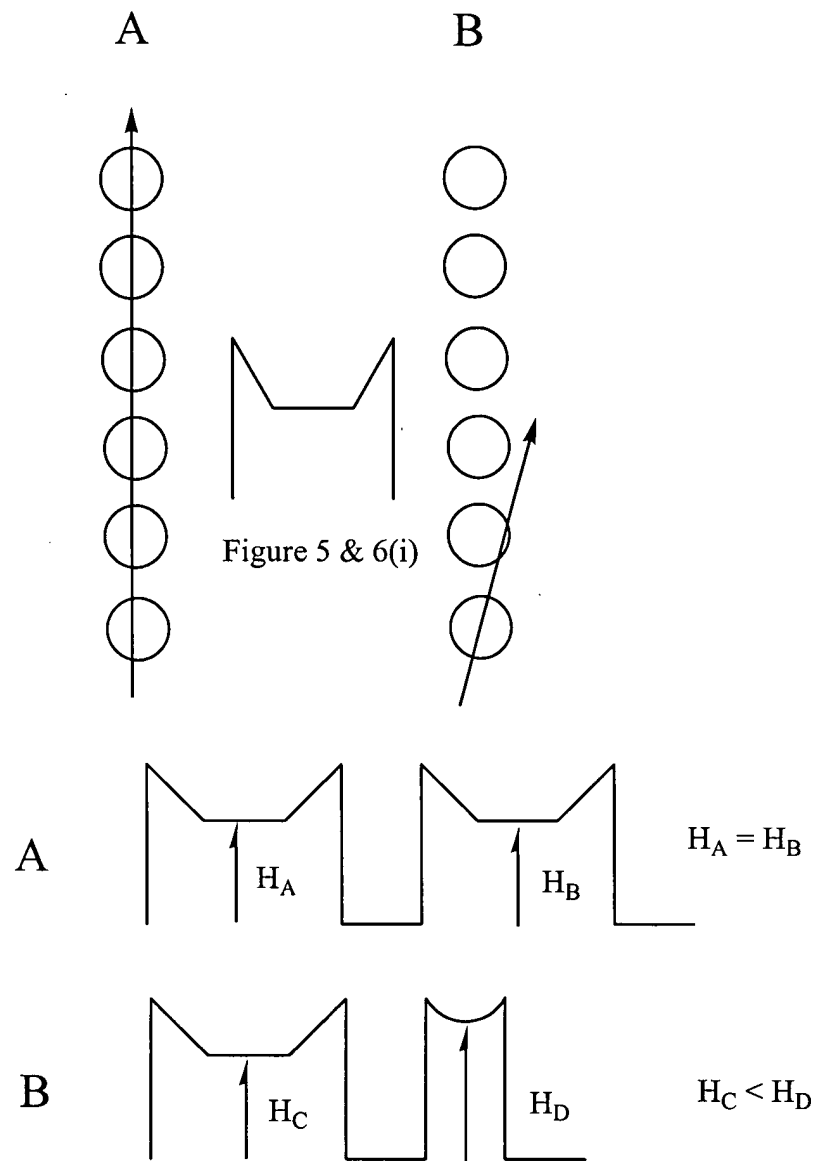 A B
Figure 5 & 6(i)
A H_A H_B H_A = H_B
B H_C H_D H_C < H_D